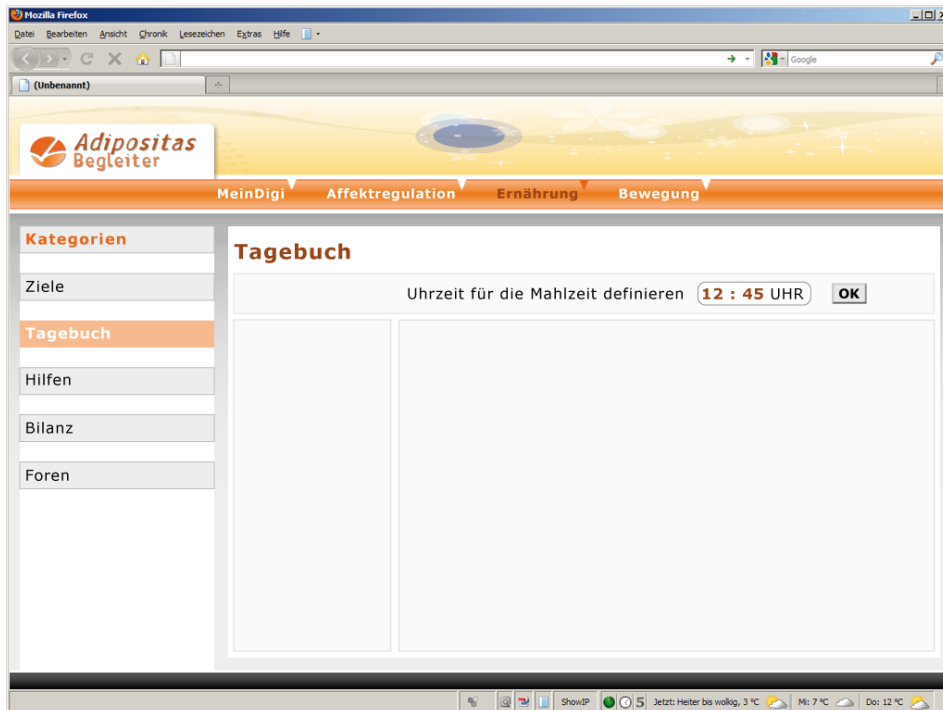 Mozilla Firefox
Datei Bearbeiten Ansicht Chronik Lesezeichen Extras Hilfe
Google
(Unbenannt)
Adipositas
Begleiter
MeinDigi Affektregulation Ernährung Bewegung
Kategorien
Tagebuch
Ziele
Uhrzeit für die Mahlzeit definieren 12 : 45 UHR OK
Tagebuch
Hilfen
Bilanz
Foren
ShowIP 5 Jetzt: Heiter bis wolkig, 3 °C Mi: 7 °C Do: 12 °C